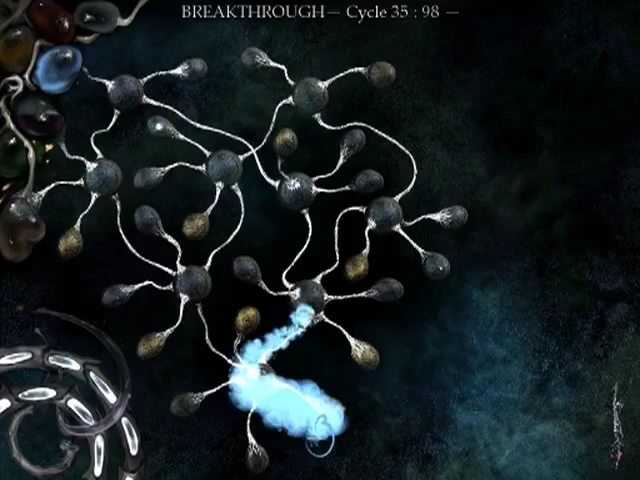 BREAKTHROUGH — Cycle 35 : 98 —